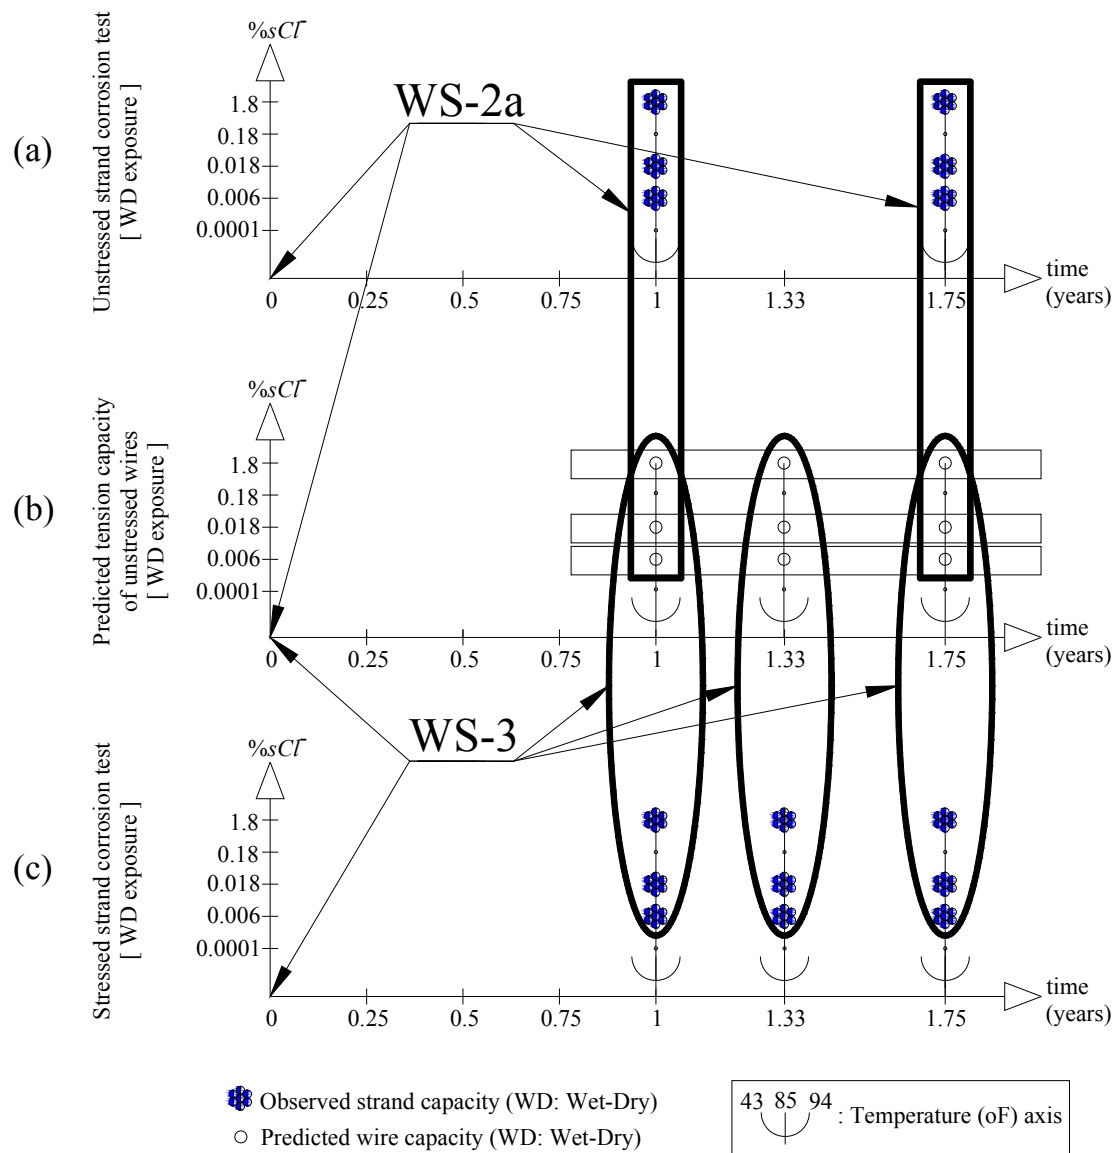 %sCl⁻
Unstressed strand corrosion test
[ WD exposure ]
(a)
WS-2a
1.8
0.18
0.018
0.006
0.0001
0 0.25 0.5 0.75 1 1.33 1.75
time
(years)
%sCl⁻
Predicted tension capacity
of unstressed wires
[ WD exposure ]
(b)
1.8
0.18
0.018
0.006
0.0001
0 0.25 0.5 0.75 1 1.33 1.75
time
(years)
WS-3
%sCl⁻
Stressed strand corrosion test
[ WD exposure ]
(c)
1.8
0.18
0.018
0.006
0.0001
0 0.25 0.5 0.75 1 1.33 1.75
time
(years)
Observed strand capacity (WD: Wet-Dry)
Predicted wire capacity (WD: Wet-Dry)
43 85 94
: Temperature (oF) axis